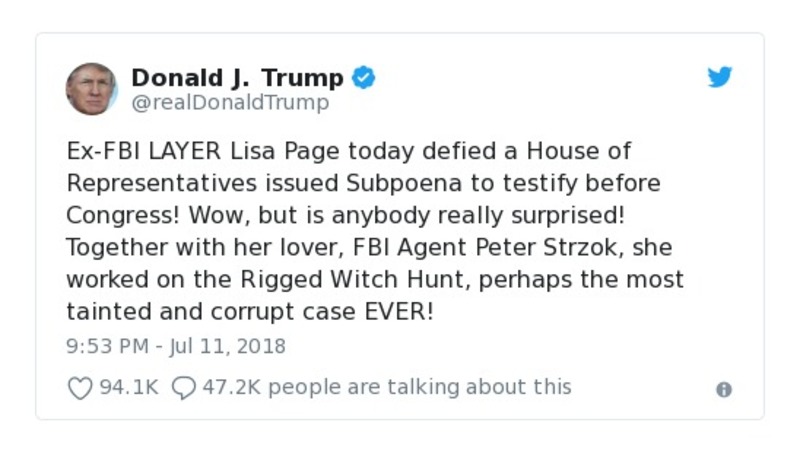 Donald J. Trump
@realDonaldTrump
Ex-FBI LAYER Lisa Page today defied a House of
Representatives issued Subpoena to testify before
Congress! Wow, but is anybody really surprised!
Together with her lover, FBI Agent Peter Strzok, she
worked on the Rigged Witch Hunt, perhaps the most
tainted and corrupt case EVER!
9:53 PM - Jul 11, 2018
94.1K 47.2K people are talking about this